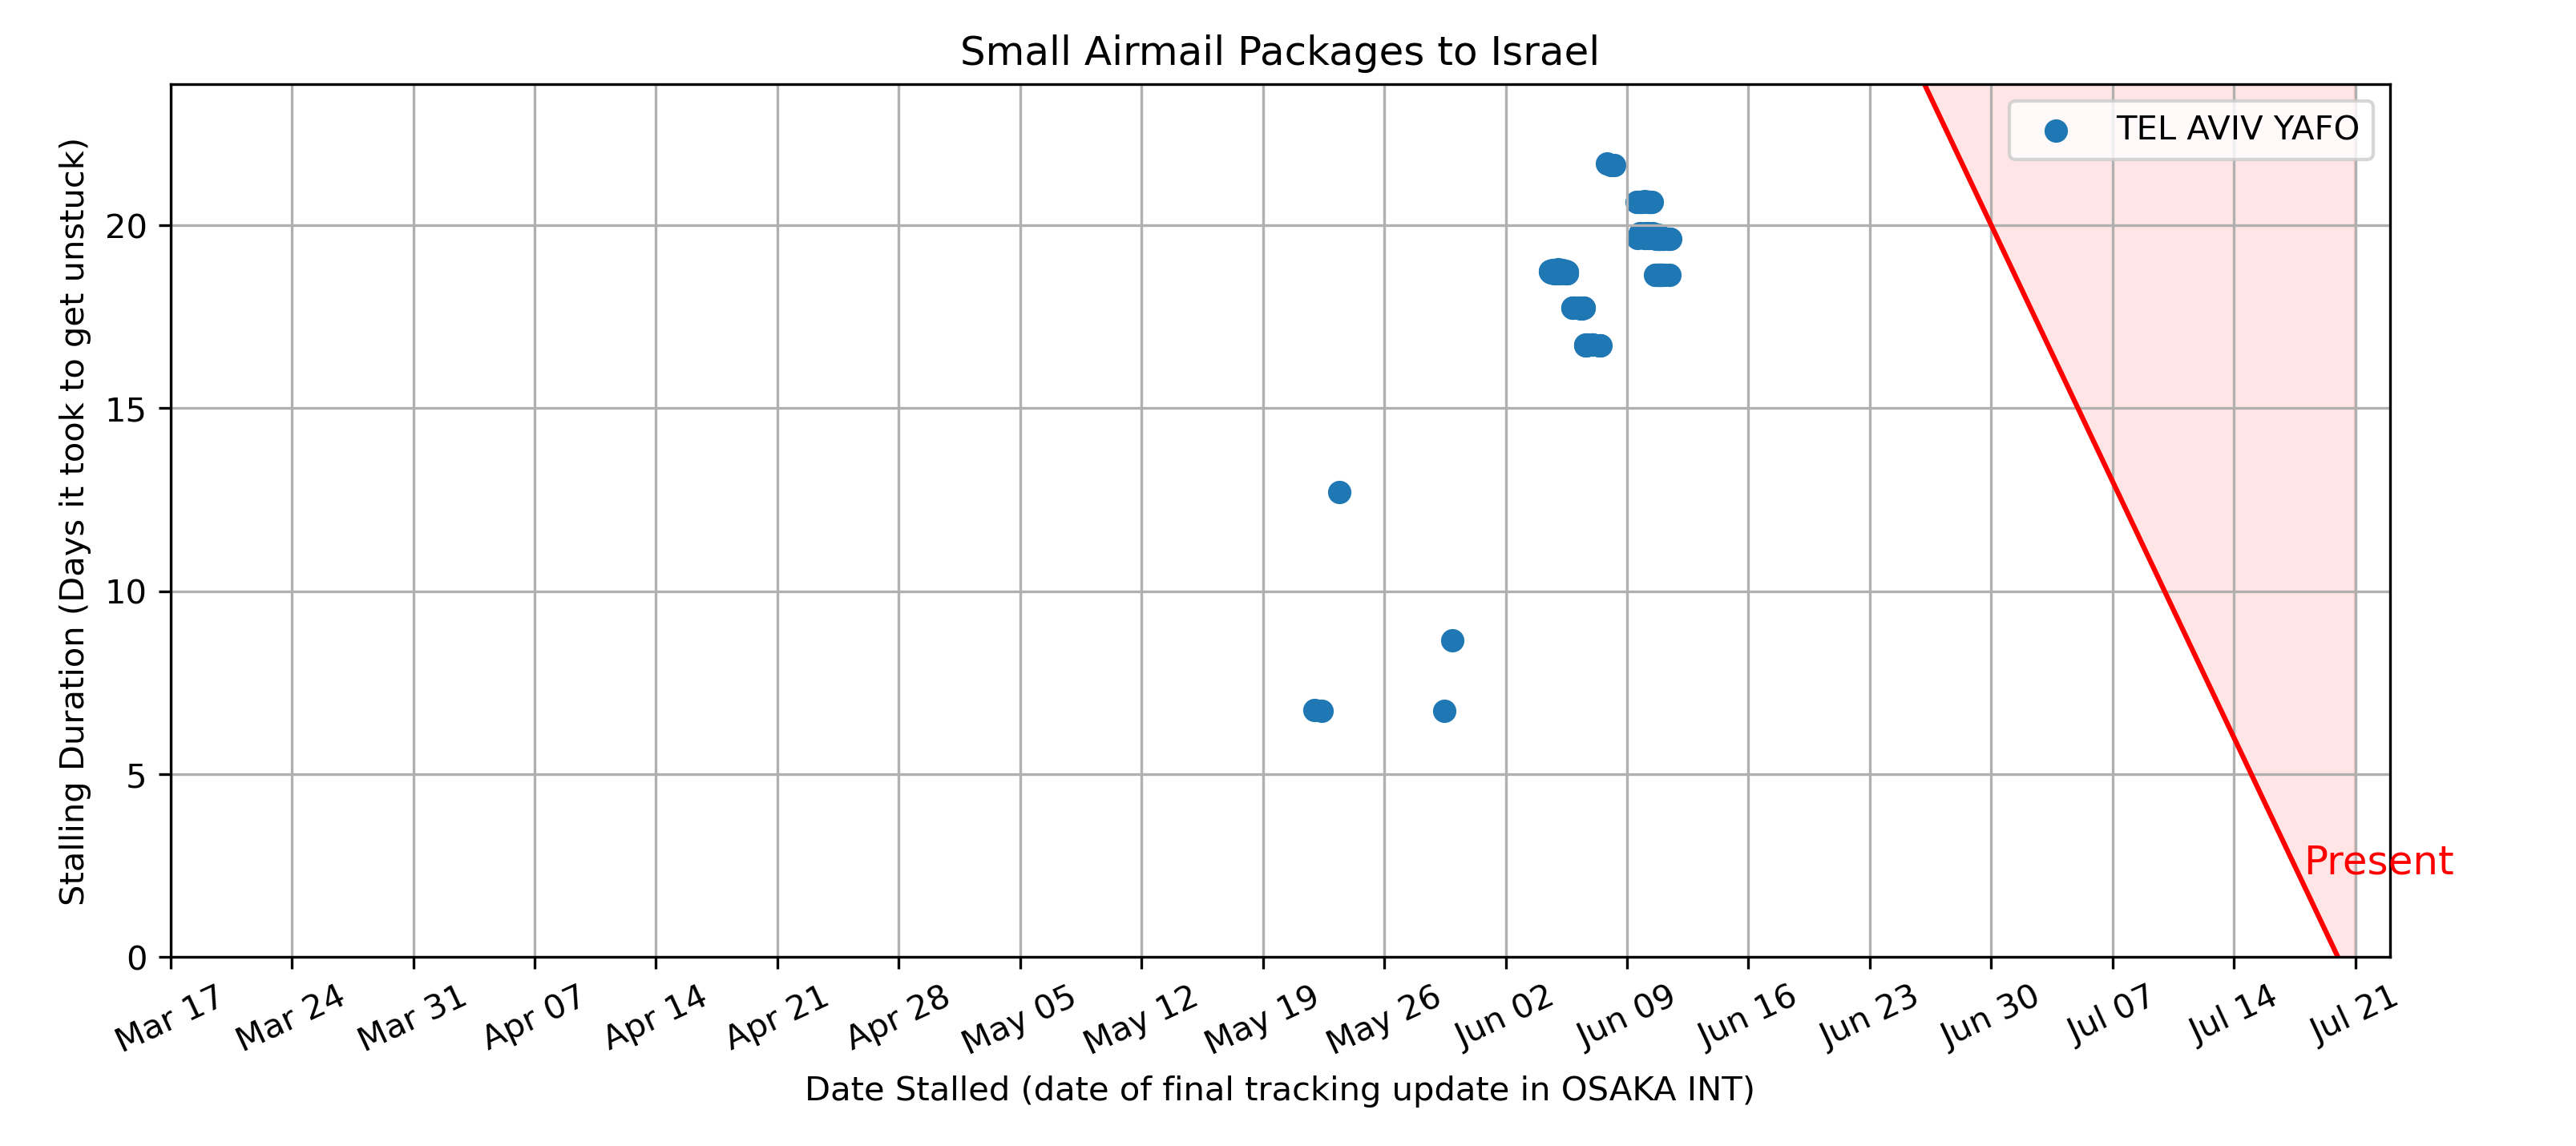 Small Airmail Packages to Israel
TEL AVIV YAFO
Stalling Duration (Days it took to get unstuck)
20
15
10
5
0
Present
Mar 17
Mar 24
Mar 31
Apr 07
Apr 14
Apr 21
Apr 28
May 05
May 12
May 19
May 26
Jun 02
Jun 09
Jun 16
Jun 23
Jun 30
Jul 07
Jul 14
Jul 21
Date Stalled (date of final tracking update in OSAKA INT)